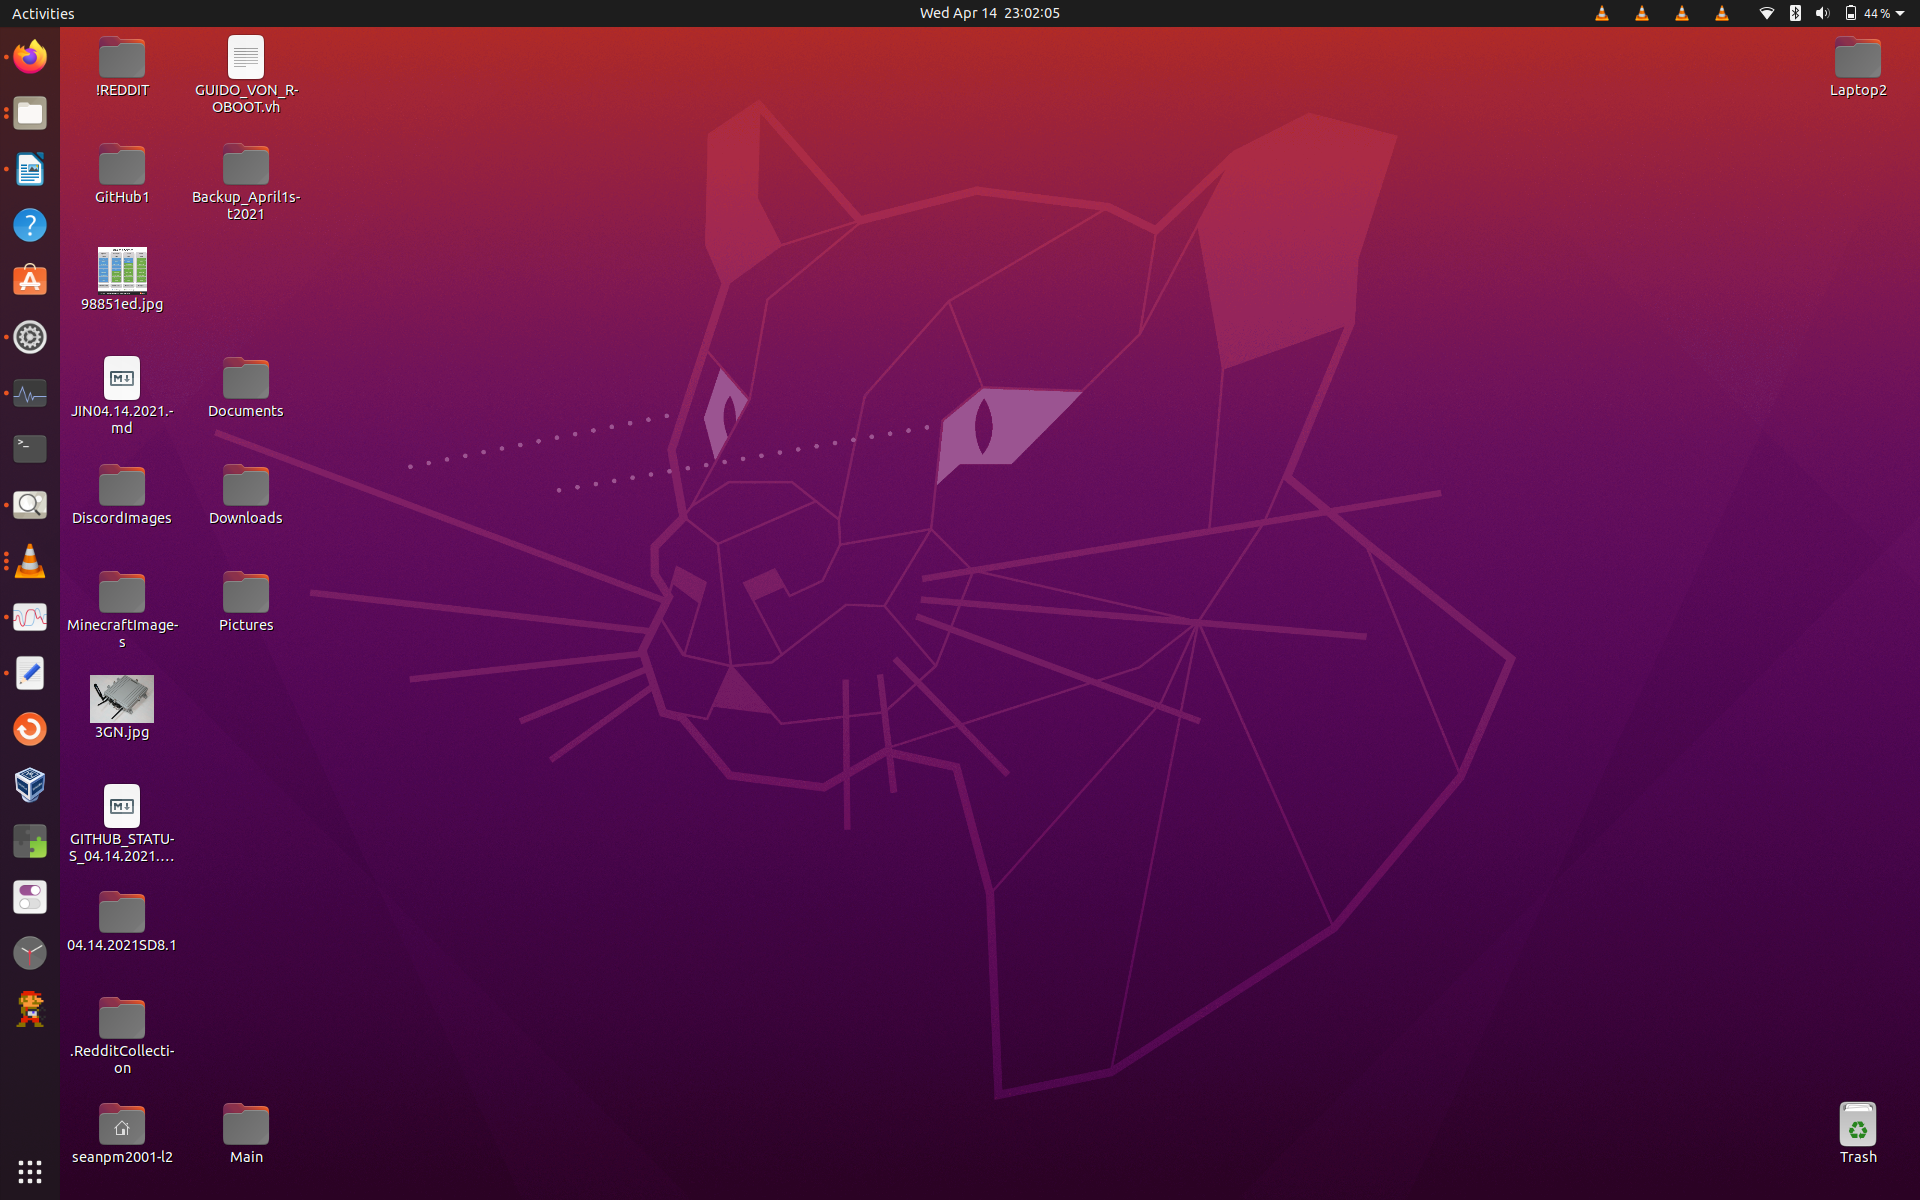 Activities
Wed Apr 14 23:02:05
44 %
!REDDIT
GUIDO_VON_R-
OBOOT.vh
Laptop2
GitHub1
Backup_April1s-
t2021
98851ed.jpg
JIN04.14.2021.-
md
Documents
DiscordImages
Downloads
MinecraftImage-
s
Pictures
3GN.jpg
GITHUB_STATU-
S_04.14.2021.…
04.14.2021SD8.1
.RedditCollecti-
on
seanpm2001-l2
Main
Trash